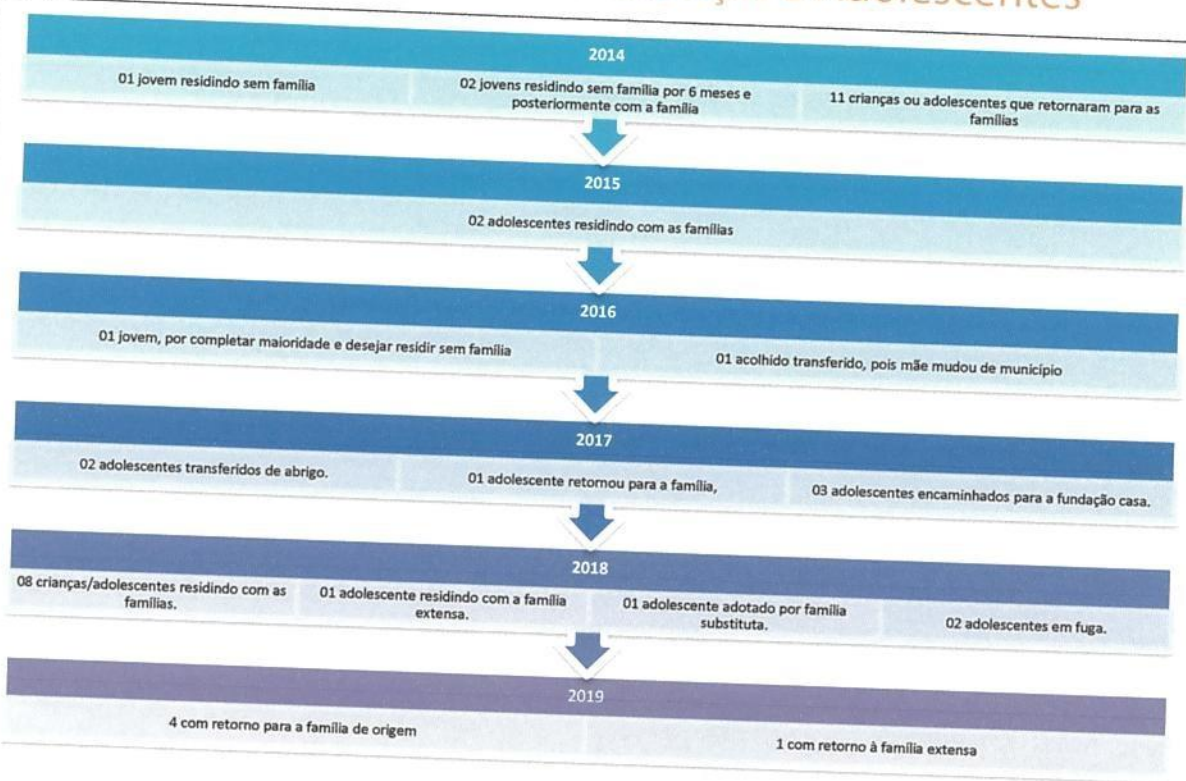 adolescentes
2014
01 jovem residindo sem família
02 jovens residindo sem família por 6 meses e
posteriormente com a família
11 crianças ou adolescentes que retornaram para as
famílias
2015
02 adolescentes residindo com as famílias
2016
01 jovem, por completar maioridade e desejar residir sem família
01 acolhido transferido, pois mãe mudou de município
2017
02 adolescentes transferidos de abrigo.
01 adolescente retornou para a família,
03 adolescentes encaminhados para a fundação casa.
2018
08 crianças/adolescentes residindo com as
famílias.
01 adolescente residindo com a família
extensa.
01 adolescente adotado por família
substituta.
02 adolescentes em fuga.
2019
4 com retorno para a família de origem
1 com retorno à família extensa